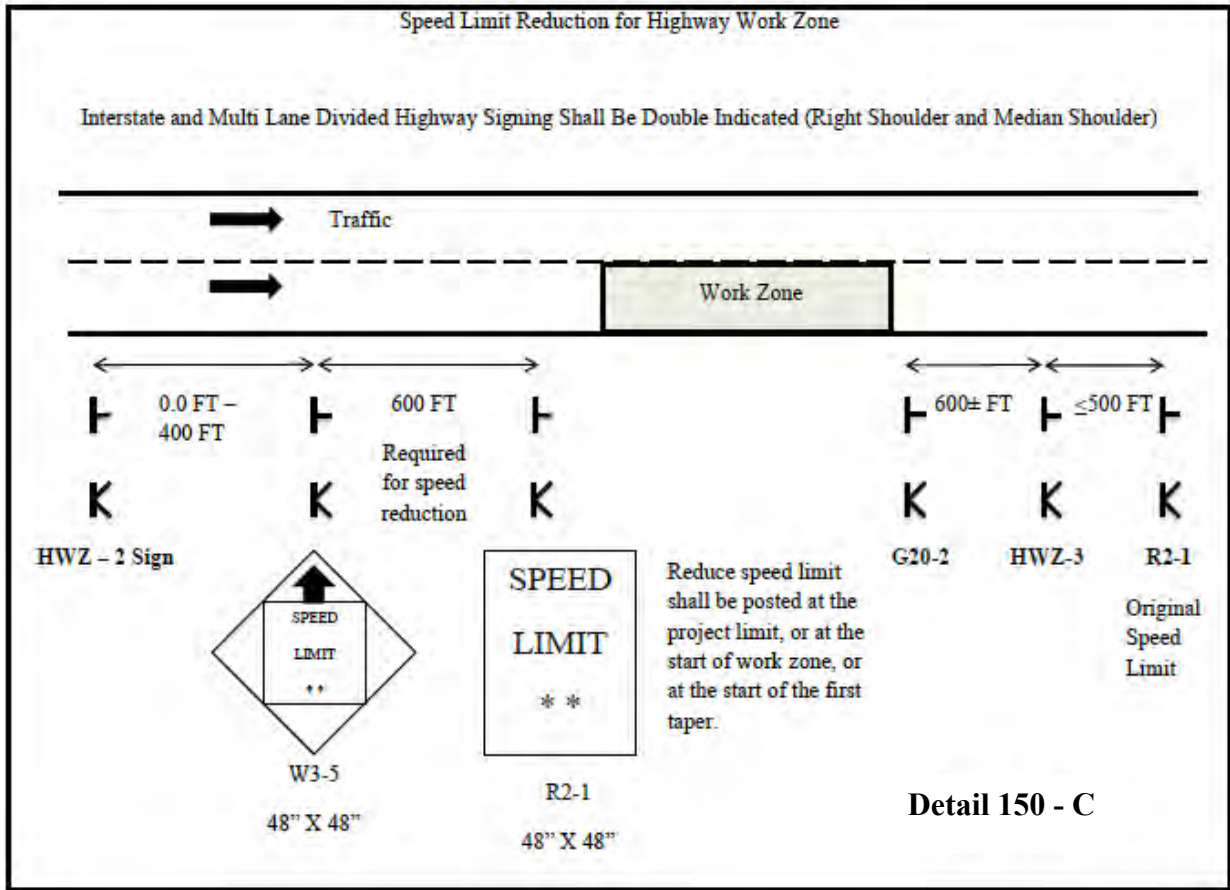 Speed Limit Reduction for Highway Work Zone
Interstate and Multi Lane Divided Highway Signing Shall Be Double Indicated (Right Shoulder and Median Shoulder)
Traffic
Work Zone
0.0 FT –
400 FT
600 FT
Required
for speed
reduction
600± FT
≤500 FT
HWZ – 2 Sign
SPEED
LIMIT
* *
W3-5
48” X 48”
SPEED
LIMIT
* *
R2-1
48” X 48”
Reduce speed limit
shall be posted at the
project limit, or at the
start of work zone, or
at the start of the first
taper.
G20-2
HWZ-3
R2-1
Original
Speed
Limit
Detail 150 - C